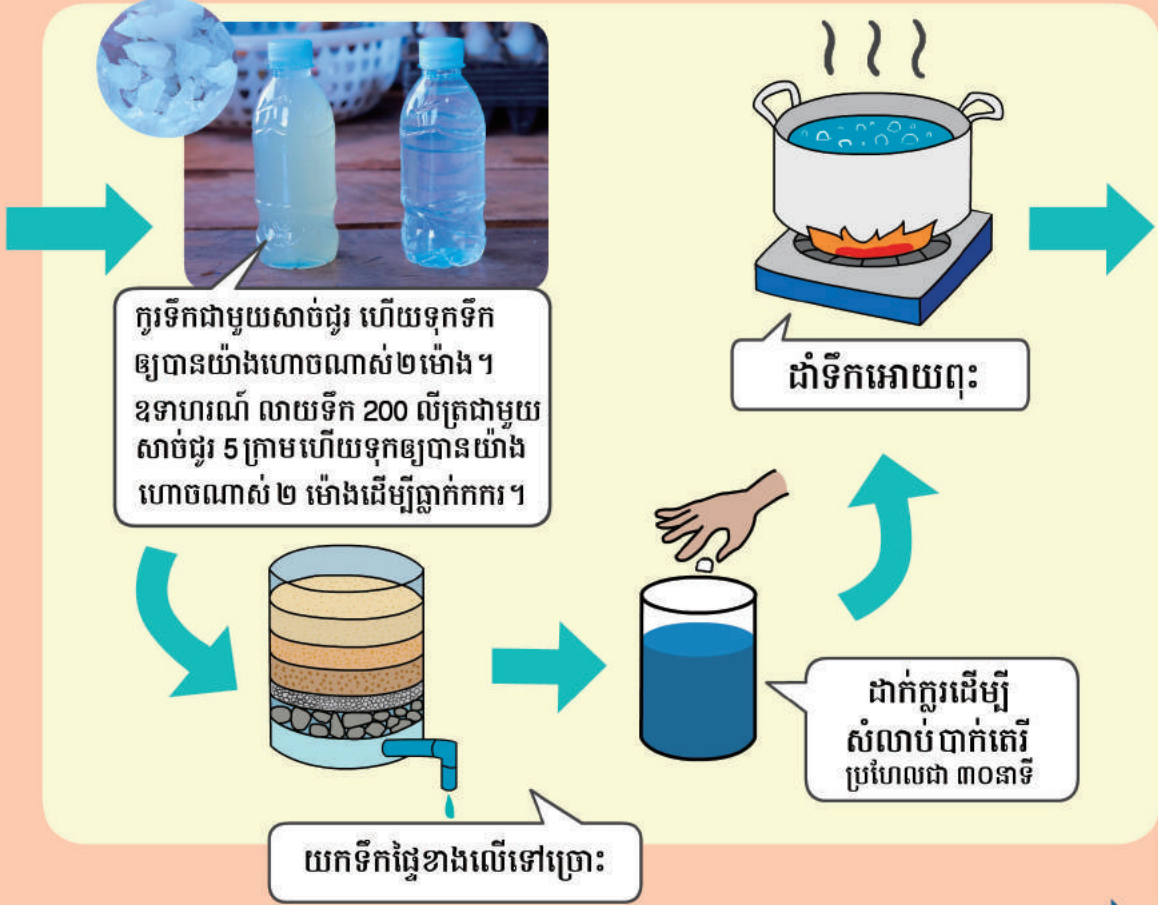 កូរទឹកជាមួយសាច់ជូរ ហើយទុកទឹក
ឲ្យបានយ៉ាងហោចណាស់ ២ ម៉ោង។
ឧទាហរណ៍ លាយទឹក 200 លីត្រជាមួយ
សាច់ជូរ 5 ក្រាមហើយទុកឲ្យបានយ៉ាង
ហោចណាស់ ២ ម៉ោងដើម្បីធ្លាក់កករ។
យកទឹកផ្ទៃខាងលើទៅច្រោះ
ដាក់ក្លរដើម្បី
សំលាប់បាក់តេរី
ប្រហែលជា ៣០នាទី
ដាំទឹកអោយពុះ